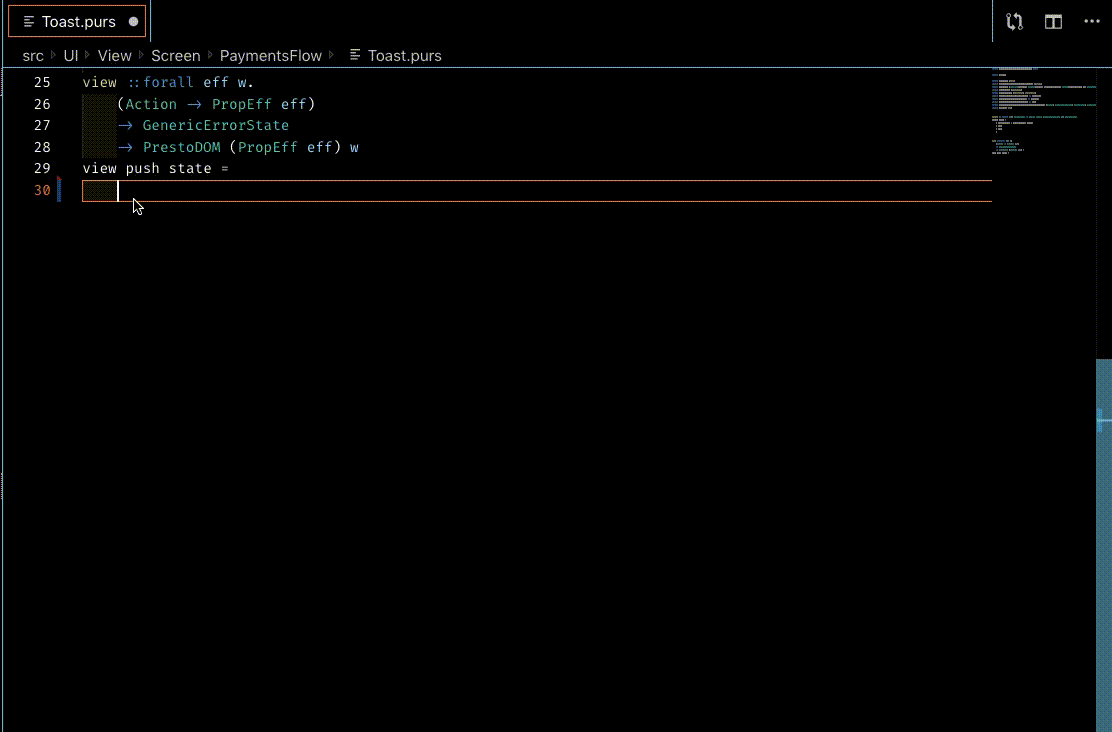 Toast.purs
src UI View Screen PaymentsFlow Toast.purs
25 view ::forall eff w.
26 (Action → PropEff eff)
27 → GenericErrorState
28 → PrestoDOM (PropEff eff) w
29 view push state =
30